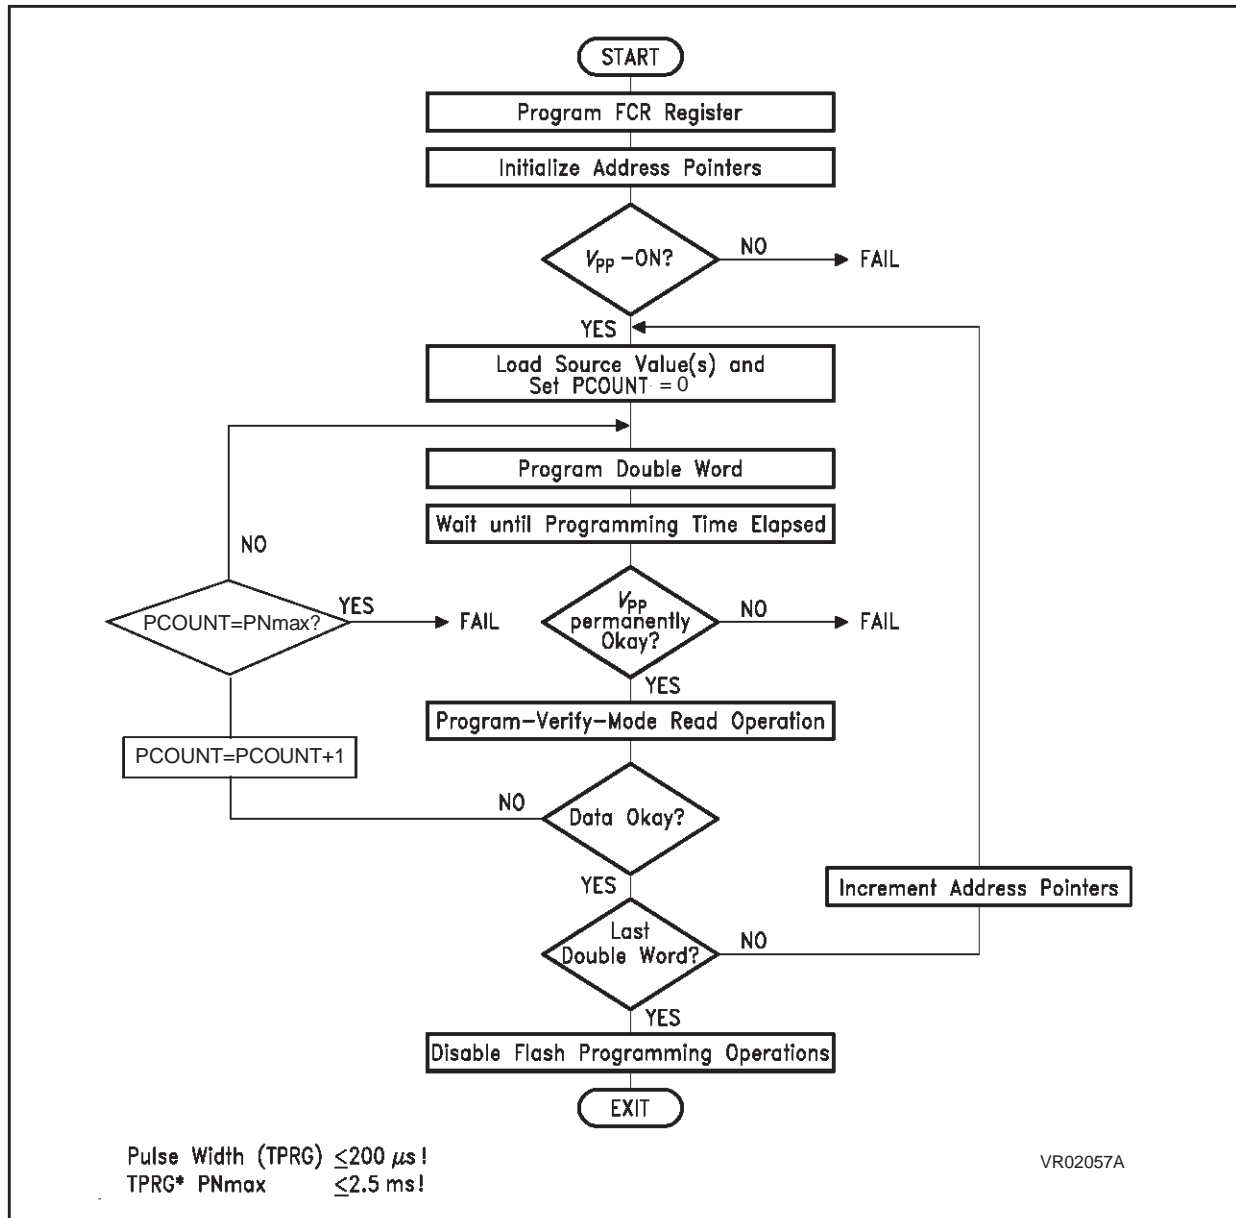 START
Program FCR Register
Initialize Address Pointers
VPP -ON?
NO
FAIL
YES
Load Source Value(s) and
Set PCOUNT = 0
Program Double Word
Wait until Programming Time Elapsed
NO
PCOUNT=PNmax?
YES
FAIL
VPP
permanently
Okay?
NO
FAIL
YES
Program-Verify-Mode Read Operation
PCOUNT=PCOUNT+1
NO
Data Okay?
YES
Increment Address Pointers
Last
Double Word?
NO
YES
Disable Flash Programming Operations
EXIT
Pulse Width (TPRG) ≤200 μs!
TPRG* PNmax ≤2.5 ms!
VR02057A